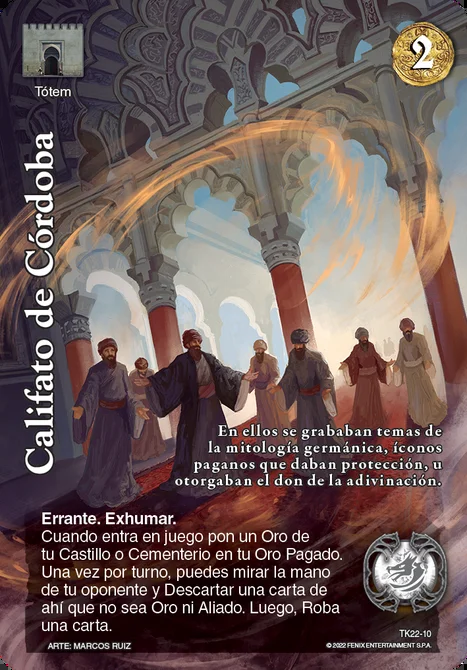 2
Tótem
Califato de Córdoba
En ellos se grababan temas de
la mitología germánica, íconos
paganos que daban protección, u
otorgaban el don de la adivinación.
Errante. Exhumar.
Cuando entra en juego pon un Oro de
tu Castillo o Cementerio en tu Oro Pagado.
Una vez por turno, puedes mirar la mano
de tu oponente y Descartar una carta de
ahí que no sea Oro ni Aliado. Luego, Roba
una carta.
TK22-10
ARTE: MARCOS RUIZ
©2022 FENIX ENTERTAINMENT S.P.A.